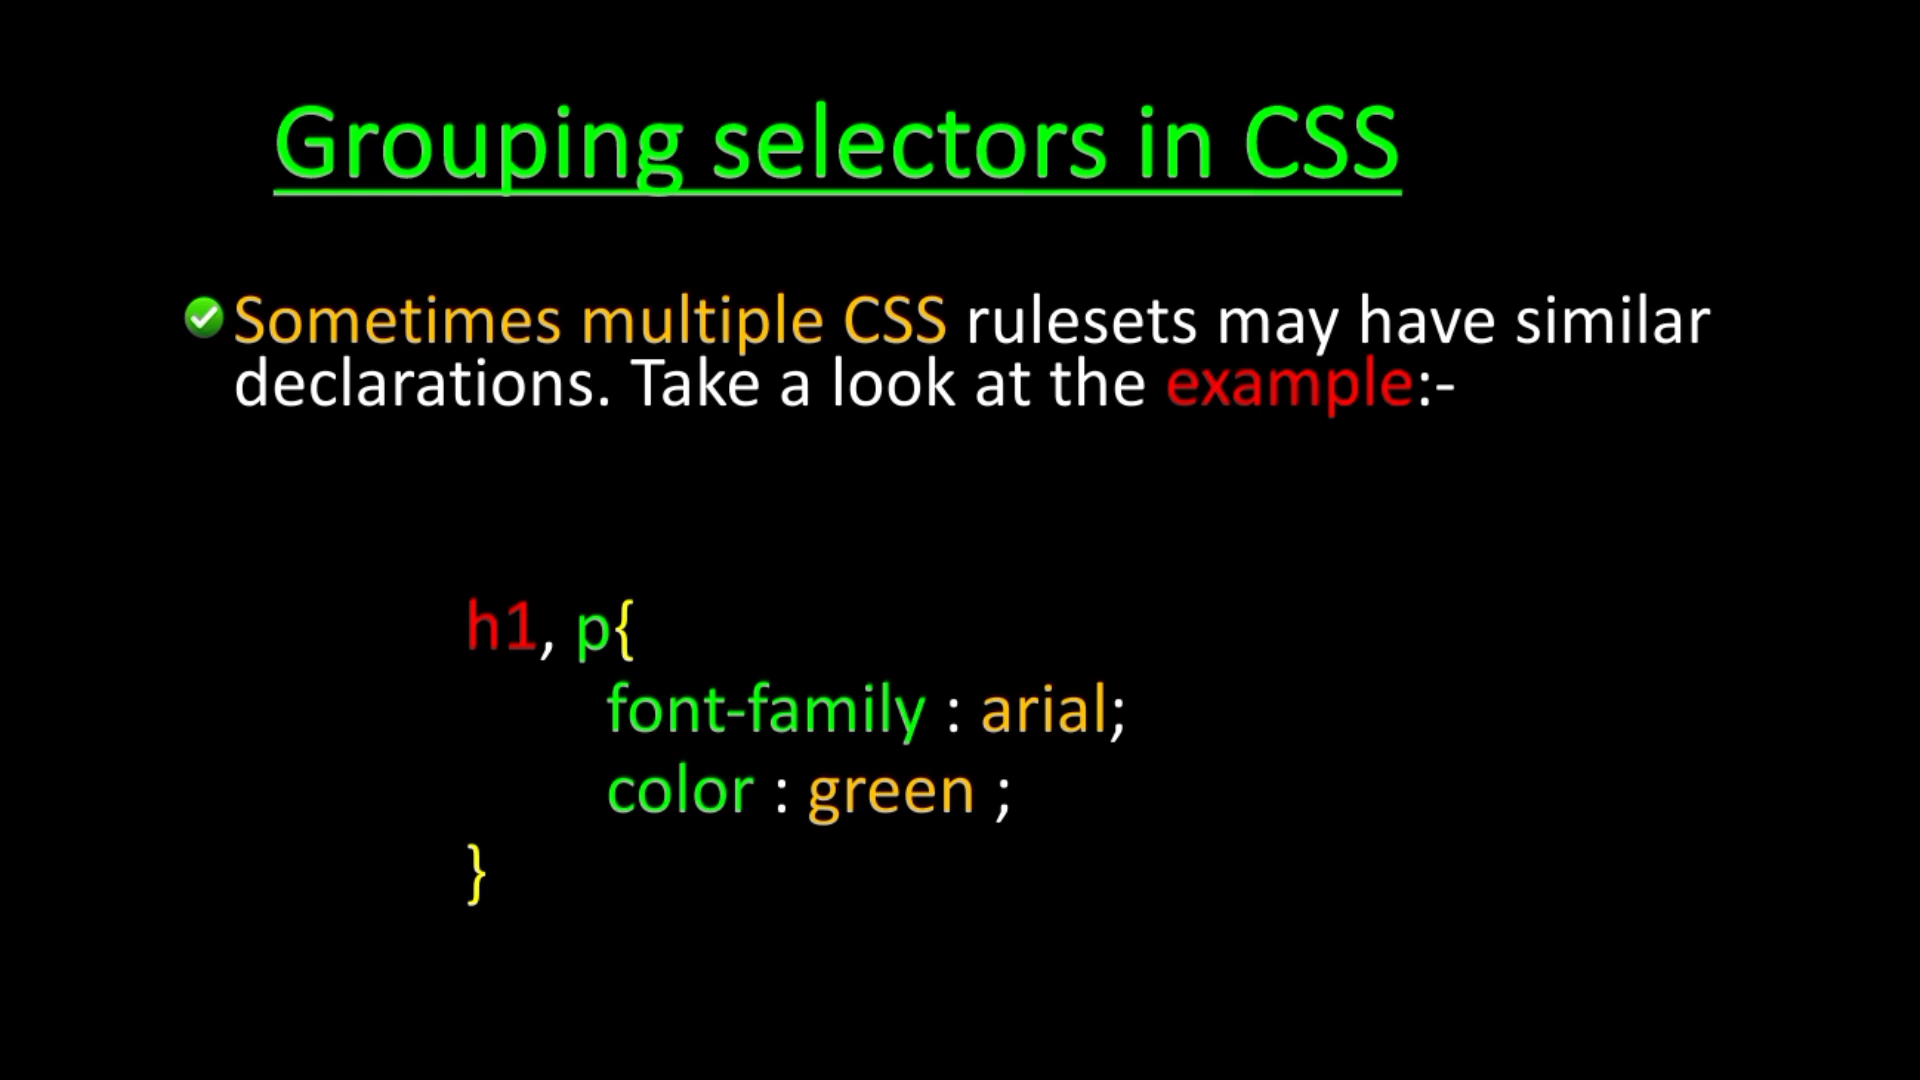 Grouping selectors in CSS
Sometimes multiple CSS rulesets may have similar
declarations. Take a look at the example:-
h1, p{
font-family : arial;
color : green ;
}